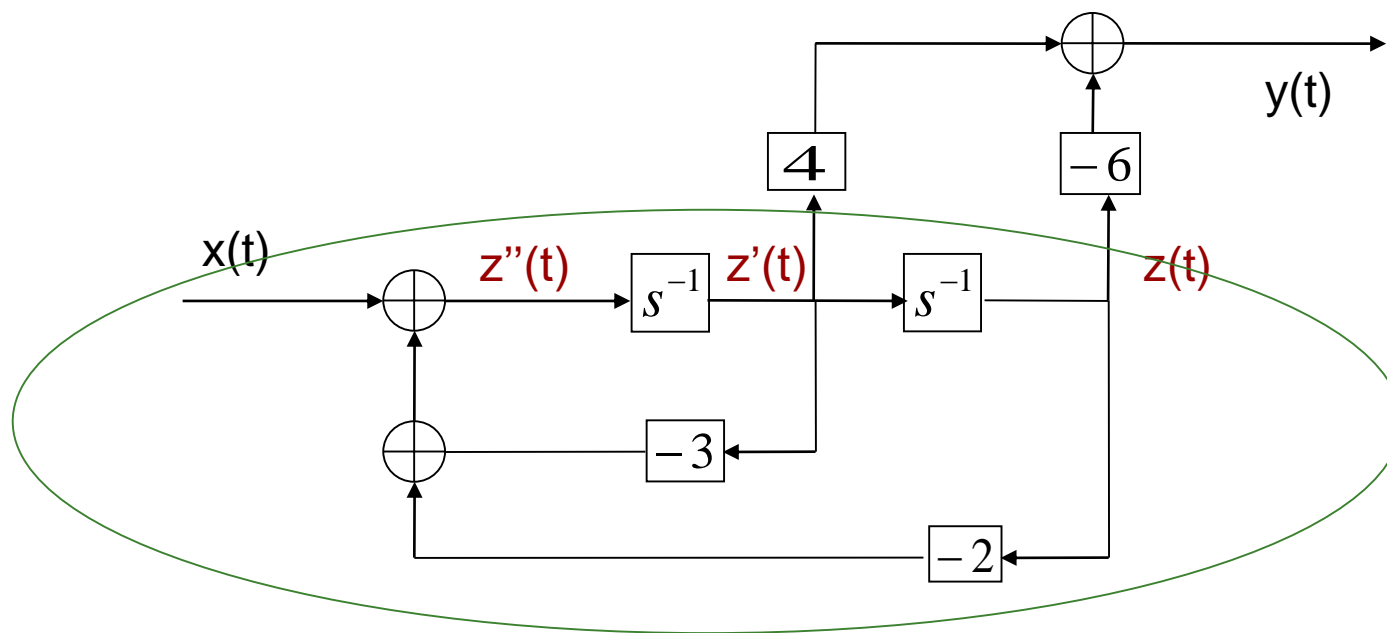 y(t)
4
− 6
x(t)
z’’(t)
s⁻¹
z’(t)
s⁻¹
z(t)
− 3
− 2